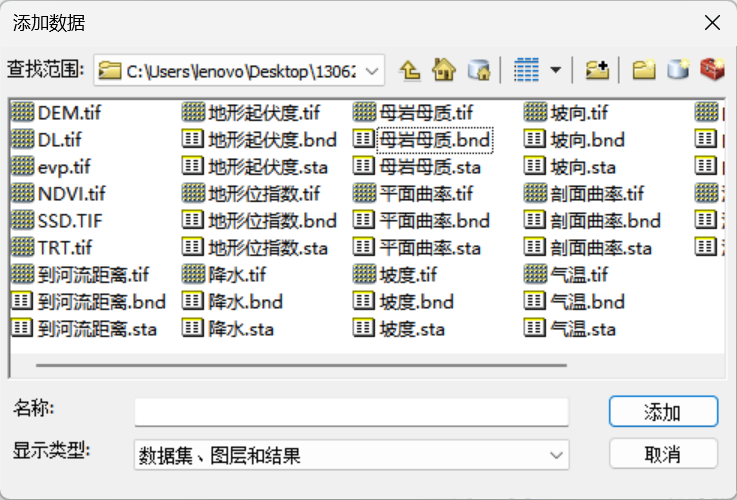 添加数据
查找范围: C:\Users\lenovo\Desktop\13062
DEM.tif 地形起伏度.tif 母岩母质.tif 坡向.tif
DL.tif 地形起伏度.bnd 母岩母质.bnd 坡向.bnd
evp.tif 地形起伏度.sta 母岩母质.sta 坡向.sta
NDVI.tif 地形位指数.tif 平面曲率.tif 剖面曲率.tif
SSD.TIF 地形位指数.bnd 平面曲率.bnd 剖面曲率.bnd
TRT.tif 地形位指数.sta 平面曲率.sta 剖面曲率.sta
到河流距离.tif 降水.tif 坡度.tif 气温.tif
到河流距离.bnd 降水.bnd 坡度.bnd 气温.bnd
到河流距离.sta 降水.sta 坡度.sta 气温.sta
名称: 添加
显示类型: 数据集、图层和结果 取消